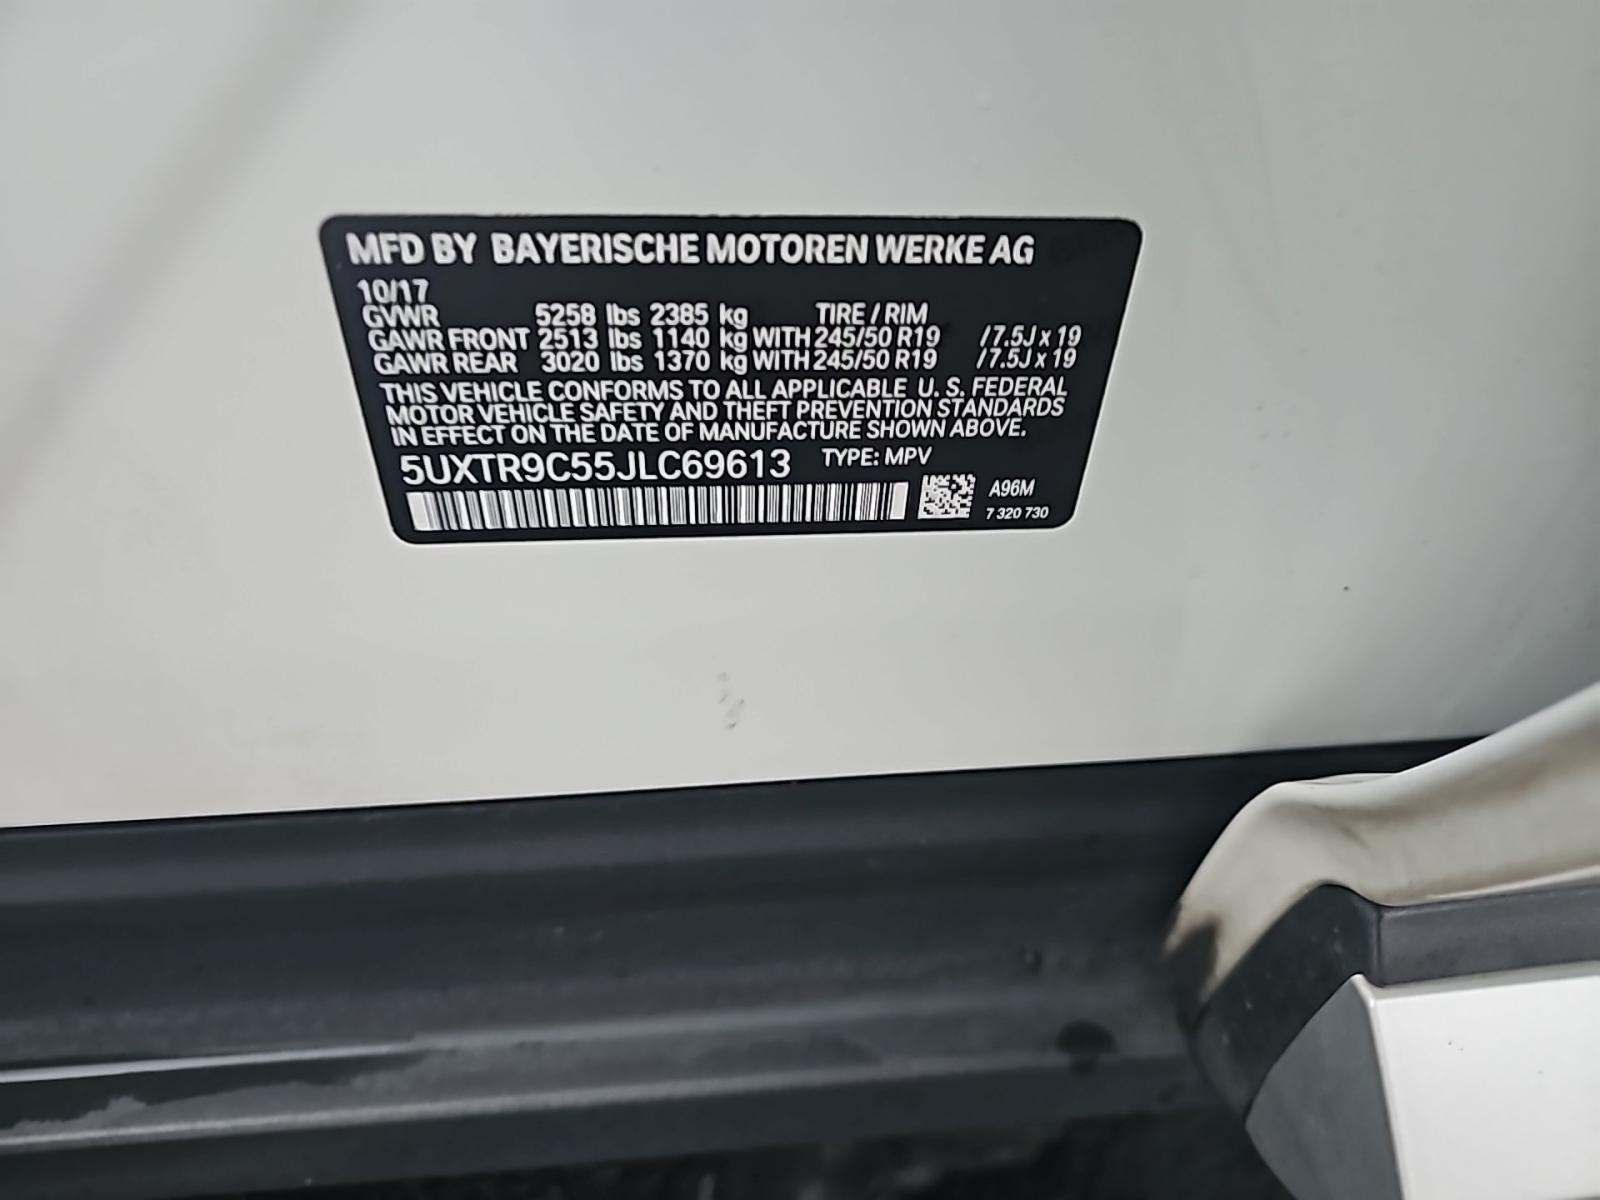 MFD BY BAYERISCHE MOTOREN WERKE AG
10/17
GVWR 5258 lbs 2385 kg TIRE / RIM
GAWR FRONT 2513 lbs 1140 kg WITH 245/50 R19 /7.5J x 19
GAWR REAR 3020 lbs 1370 kg WITH 245/50 R19 /7.5J x 19
THIS VEHICLE CONFORMS TO ALL APPLICABLE U. S. FEDERAL
MOTOR VEHICLE SAFETY AND THEFT PREVENTION STANDARDS
IN EFFECT ON THE DATE OF MANUFACTURE SHOWN ABOVE.
5UXTR9C55JLC69613 TYPE: MPV
A96M
7 320 730